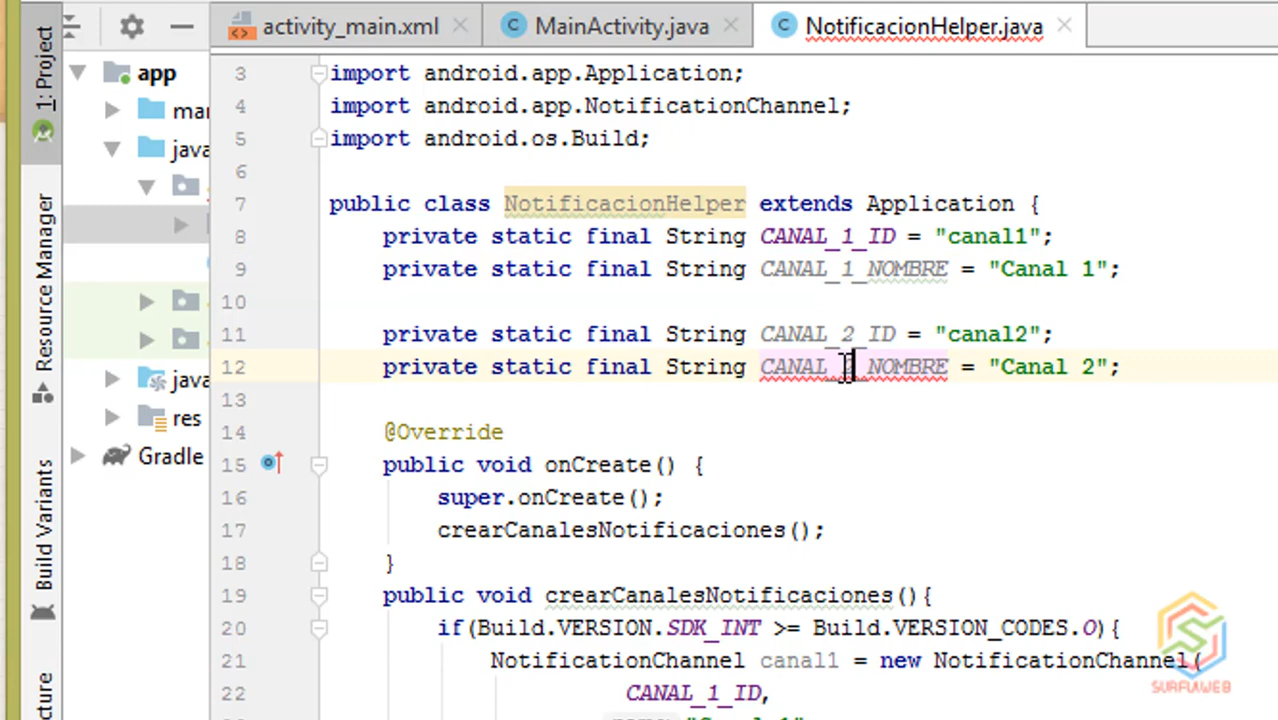 activity_main.xml MainActivity.java NotificacionHelper.java
1: Project
Resource Manager
Build Variants
app
java
java
res
Gradle
3 import android.app.Application;
4 import android.app.NotificationChannel;
5 import android.os.Build;
6
7 public class NotificacionHelper extends Application {
8 private static final String CANAL_1_ID = "canal1";
9 private static final String CANAL_1_NOMBRE = "Canal 1";
10
11 private static final String CANAL_2_ID = "canal2";
12 private static final String CANAL_2_NOMBRE = "Canal 2";
13
14 @Override
15 public void onCreate() {
16 super.onCreate();
17 crearCanalesNotificaciones();
18 }
19 public void crearCanalesNotificaciones(){
20 if(Build.VERSION.SDK_INT >= Build.VERSION_CODES.O){
21 NotificationChannel canal1 = new NotificationChannel(
22 CANAL_1_ID,
SURFULWEB